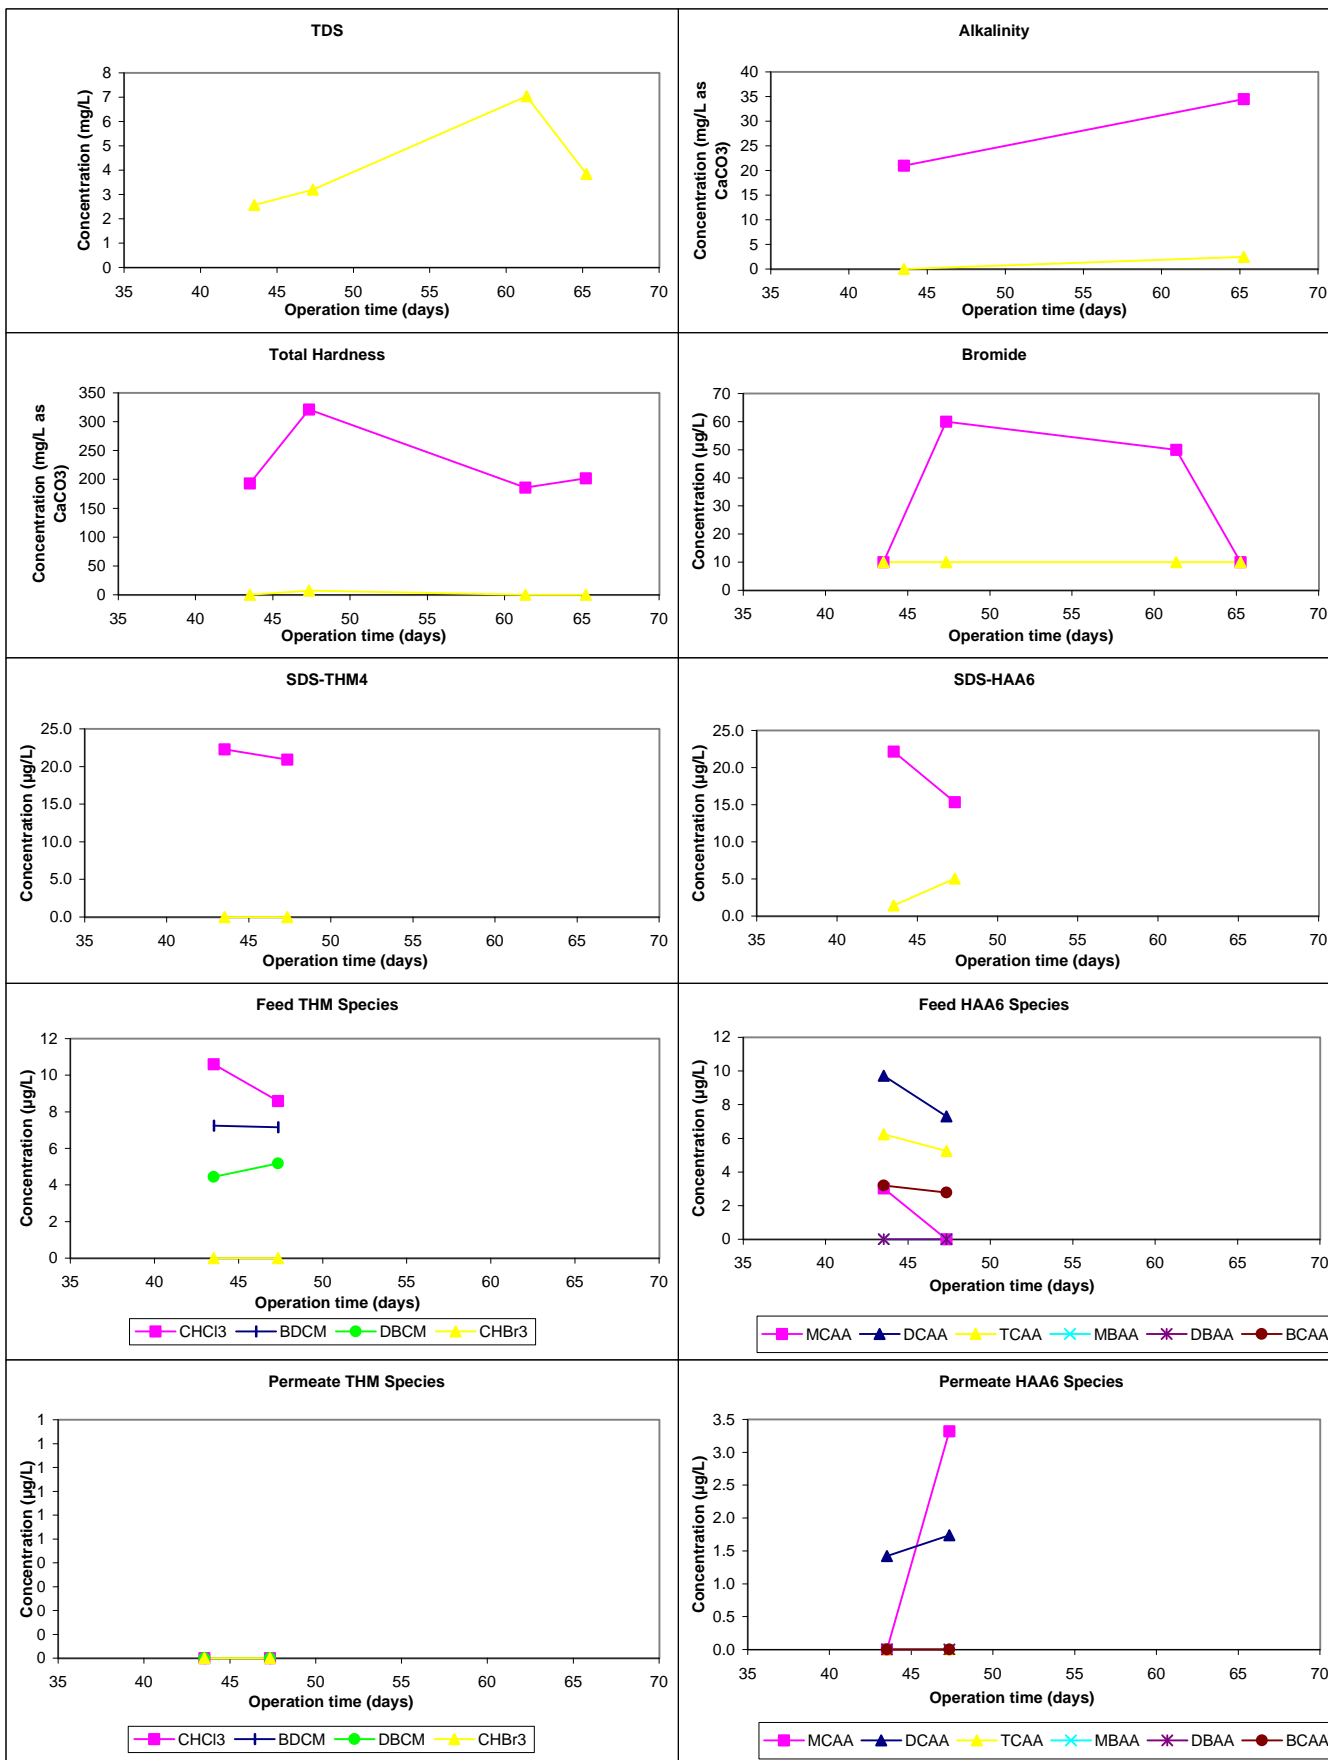 TDS
Concentration (mg/L)
8
7
6
5
4
3
2
1
0
35 40 45 50 55 60 65 70
Operation time (days)
Alkalinity
Concentration (mg/L as
CaCO3)
40
35
30
25
20
15
10
5
0
35 40 45 50 55 60 65 70
Operation time (days)
Total Hardness
Concentration (mg/L as
CaCO3)
350
300
250
200
150
100
50
0
35 40 45 50 55 60 65 70
Operation time (days)
Bromide
Concentration (µg/L)
70
60
50
40
30
20
10
0
35 40 45 50 55 60 65 70
Operation time (days)
SDS-THM4
Concentration (µg/L)
25.0
20.0
15.0
10.0
5.0
0.0
35 40 45 50 55 60 65 70
Operation time (days)
SDS-HAA6
Concentration (µg/L)
25.0
20.0
15.0
10.0
5.0
0.0
35 40 45 50 55 60 65 70
Operation time (days)
Feed THM Species
Concentration (µg/L)
12
10
8
6
4
2
0
35 40 45 50 55 60 65 70
Operation time (days)
CHCl3 BDCM DBCM CHBr3
Feed HAA6 Species
Concentration (µg/L)
12
10
8
6
4
2
0
35 40 45 50 55 60 65 70
Operation time (days)
MCAA DCAA TCAA MBAA DBAA BCAA
Permeate THM Species
Concentration (µg/L)
1
1
1
1
1
1
0
0
0
0
0
35 40 45 50 55 60 65 70
Operation time (days)
CHCl3 BDCM DBCM CHBr3
Permeate HAA6 Species
Concentration (µg/L)
3.5
3.0
2.5
2.0
1.5
1.0
0.5
0.0
35 40 45 50 55 60 65 70
Operation time (days)
MCAA DCAA TCAA MBAA DBAA BCAA